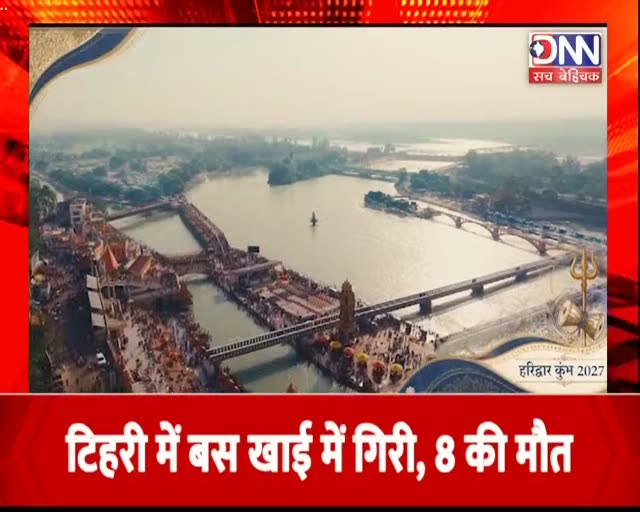 DNN
सच बेहिचक
हरिद्वार कुंभ 2027
टिहरी में बस खाई में गिरी, 8 की मौत